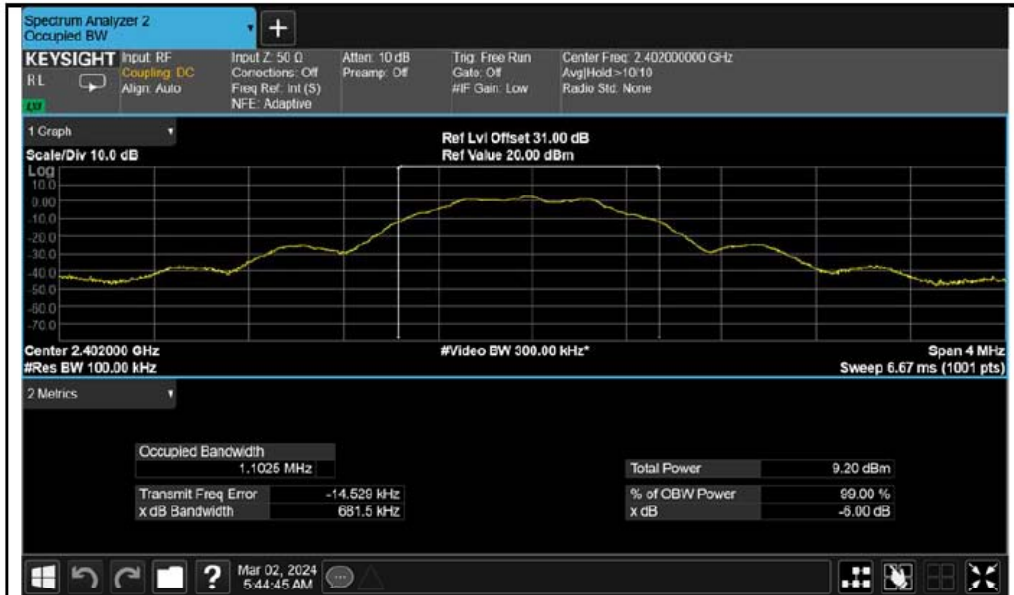 Spectrum Analyzer 2
Occupied BW
+
KEYSIGHT Input: RF Input Z: 50 Ω Atten: 10 dB Trig: Free Run Center Freq: 2.402000000 GHz
RL Coupling: DC Corrections: Off Preamp: Off Gate: Off Avg|Hold:>10/10
Align: Auto Freq Ref: Int (S) #IF Gain: Low Radio Std: None
NFE: Adaptive
1 Graph
Ref Lvl Offset 31.00 dB
Scale/Div 10.0 dB Ref Value 20.00 dBm
Log
10.0
0.00
-10.0
-20.0
-30.0
-40.0
-50.0
-60.0
-70.0
Center 2.402000 GHz #Video BW 300.00 kHz* Span 4 MHz
#Res BW 100.00 kHz Sweep 6.67 ms (1001 pts)
2 Metrics
Occupied Bandwidth
1.1025 MHz Total Power 9.20 dBm
Transmit Freq Error -14.529 kHz % of OBW Power 99.00 %
x dB Bandwidth 681.5 kHz x dB -6.00 dB
? Mar 02, 2024
5:44:45 AM